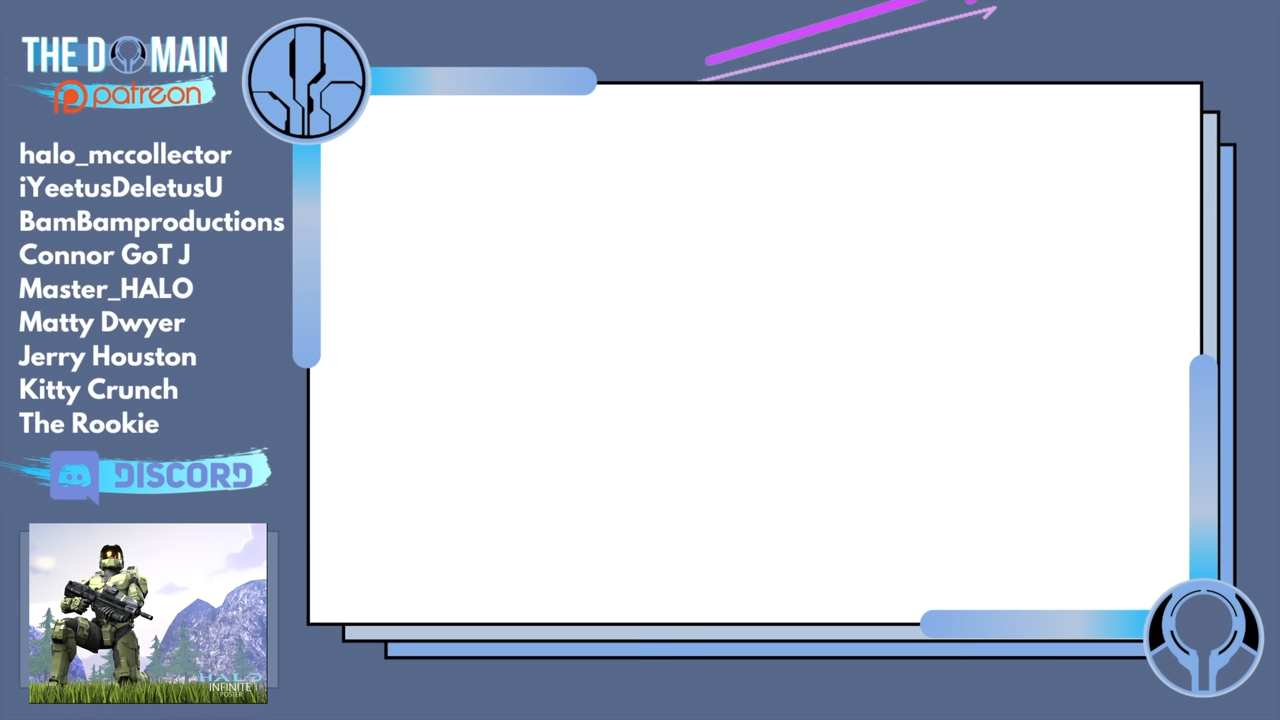 THE DOMAIN
patreon
halo_mccollector
iYeetusDeletusU
BamBamproductions
Connor GoT J
Master_HALO
Matty Dwyer
Jerry Houston
Kitty Crunch
The Rookie
DISCORD
HALO
INFINITE
POSTER